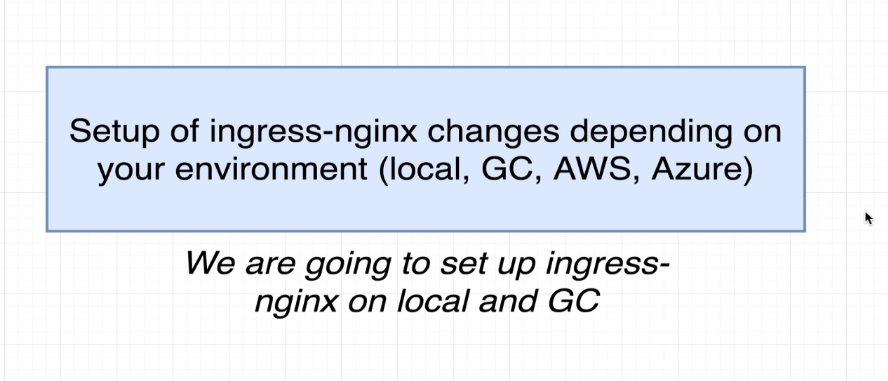 Setup of ingress-nginx changes depending on
your environment (local, GC, AWS, Azure)
We are going to set up ingress-
nginx on local and GC